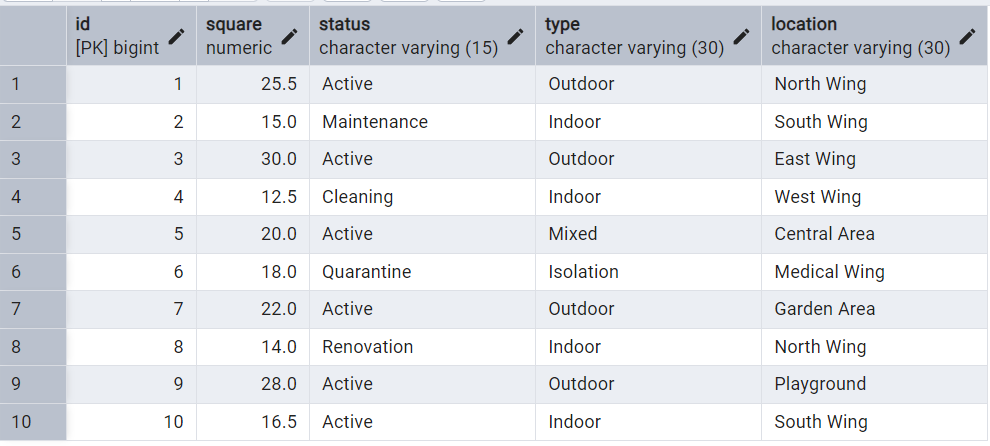 id square status type location
[PK] bigint numeric character varying (15) character varying (30) character varying (30)
1 1 25.5 Active Outdoor North Wing
2 2 15.0 Maintenance Indoor South Wing
3 3 30.0 Active Outdoor East Wing
4 4 12.5 Cleaning Indoor West Wing
5 5 20.0 Active Mixed Central Area
6 6 18.0 Quarantine Isolation Medical Wing
7 7 22.0 Active Outdoor Garden Area
8 8 14.0 Renovation Indoor North Wing
9 9 28.0 Active Outdoor Playground
10 10 16.5 Active Indoor South Wing